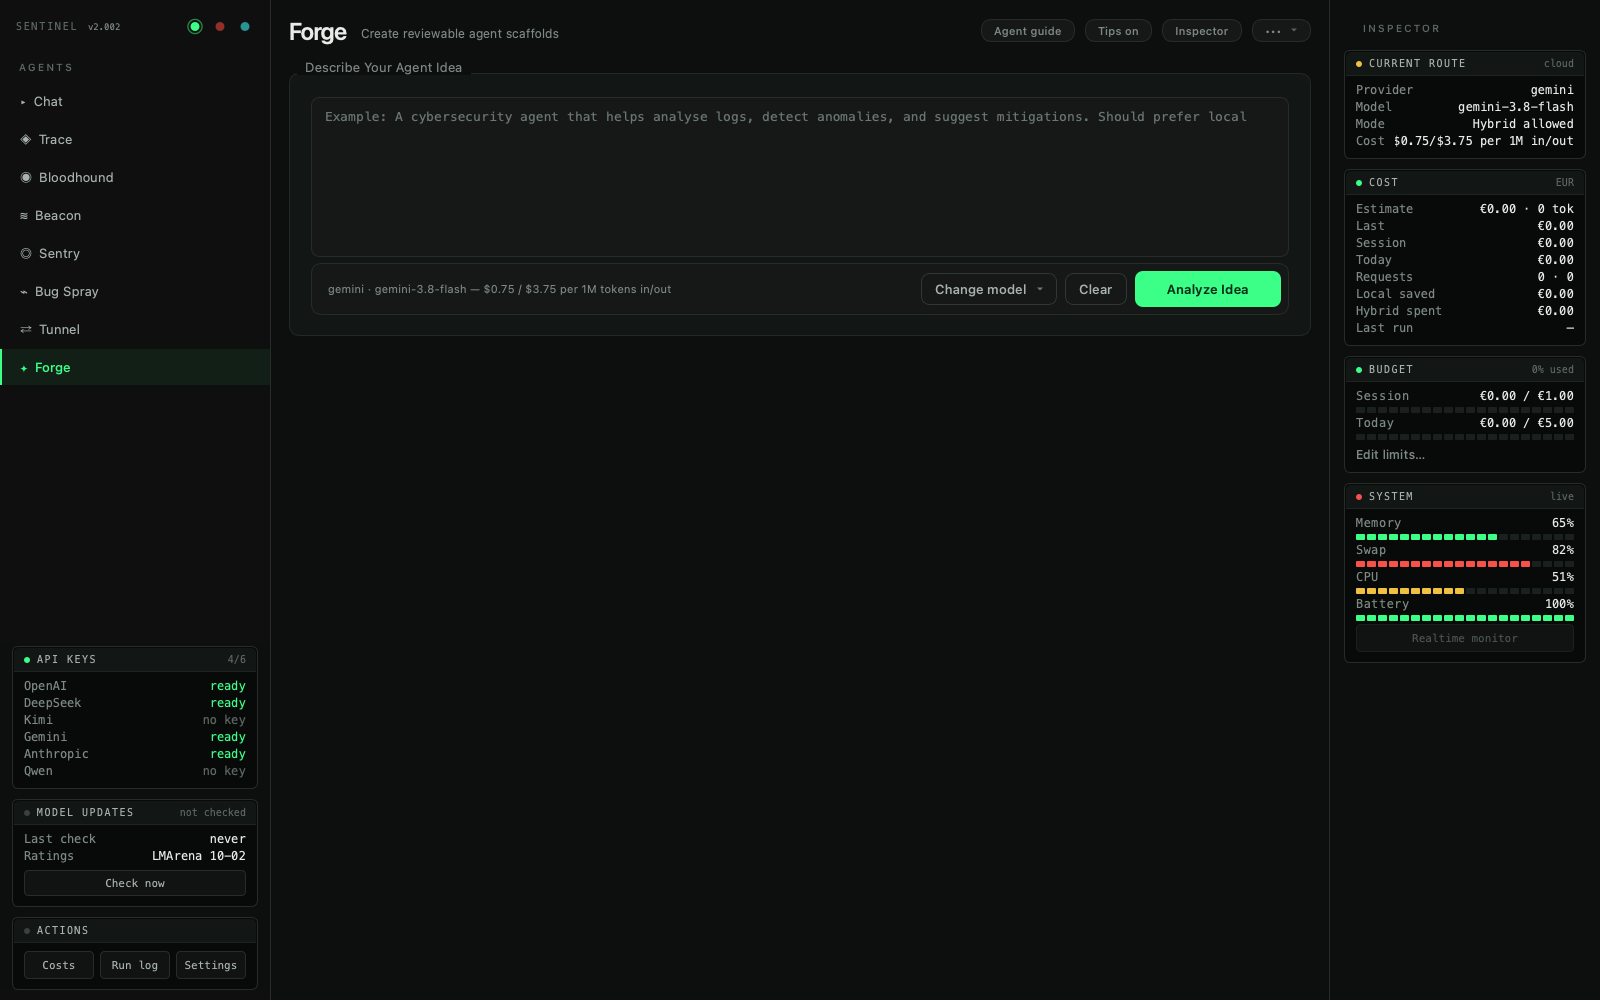 SENTINEL v2.002
AGENTS
Chat
Trace
Bloodhound
Beacon
Sentry
Bug Spray
Tunnel
Forge
API KEYS 4/6
OpenAI ready
DeepSeek ready
Kimi no key
Gemini ready
Anthropic ready
Qwen no key
MODEL UPDATES not checked
Last check never
Ratings LMArena 10-02
Check now
ACTIONS
Costs Run log Settings
Forge Create reviewable agent scaffolds
Agent guide Tips on Inspector ...
Describe Your Agent Idea
Example: A cybersecurity agent that helps analyse logs, detect anomalies, and suggest mitigations. Should prefer local
gemini · gemini-3.8-flash — $0.75 / $3.75 per 1M tokens in/out
Change model Clear Analyze Idea
INSPECTOR
CURRENT ROUTE cloud
Provider gemini
Model gemini-3.8-flash
Mode Hybrid allowed
Cost $0.75/$3.75 per 1M in/out
COST EUR
Estimate €0.00 · 0 tok
Last €0.00
Session €0.00
Today €0.00
Requests 0 · 0
Local saved €0.00
Hybrid spent €0.00
Last run —
BUDGET 0% used
Session €0.00 / €1.00
Today €0.00 / €5.00
Edit limits…
SYSTEM live
Memory 65%
Swap 82%
CPU 51%
Battery 100%
Realtime monitor